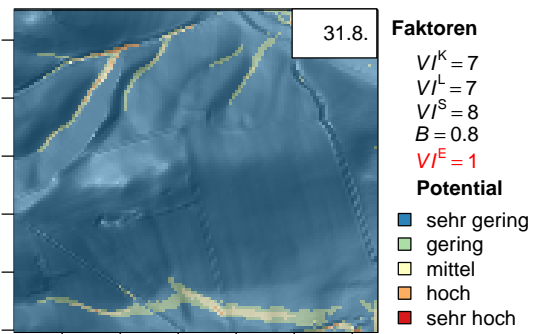 31.8.
Faktoren
VI^K = 7
VI^L = 7
VI^S = 8
B = 0.8
VI^E = 1
Potential
sehr gering
gering
mittel
hoch
sehr hoch